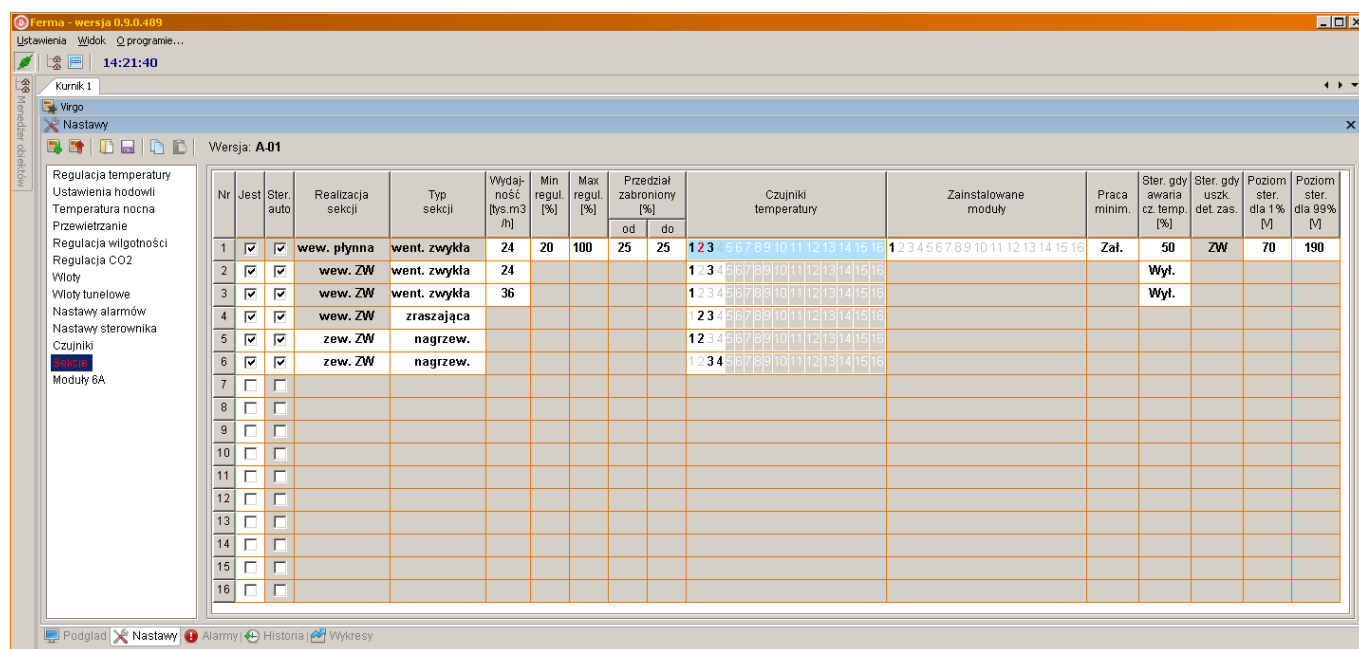 Ferma - wersja 0.9.0.489
Ustawienia Widok O programie...
14:21:40
Menedżer obiektów
Kurnik 1
Virgo
Nastawy
Wersja: A-01
Regulacja temperatury
Ustawienia hodowli
Temperatura nocna
Przewietrzanie
Regulacja wilgotności
Regulacja CO2
Wloty
Wloty tunelowe
Nastawy alarmów
Nastawy sterownika
Czujniki
Sekcje
Moduły 6A
Nr Jest Ster. auto Realizacja sekcji Typ sekcji Wydaj-ność [tys.m3 /h] Min regul. [%] Max regul. [%] Przedział zabroniony [%] od do Czujniki temperatury Zainstalowane moduły Praca minim. Ster. gdy awaria cz. temp. [%] Ster. gdy uszk. det. zas. Poziom ster. dla 1% [V] Poziom ster. dla 99% [V]
1 wew. płynna went. zwykła 24 20 100 25 25 1 2 3 4 5 6 7 8 9 10 11 12 13 14 15 16 1 2 3 4 5 6 7 8 9 10 11 12 13 14 15 16 Zał. 50 ZW 70 190
2 wew. ZW went. zwykła 24 1 2 3 4 5 6 7 8 9 10 11 12 13 14 15 16 Wył.
3 wew. ZW went. zwykła 36 1 2 3 4 5 6 7 8 9 10 11 12 13 14 15 16 Wył.
4 wew. ZW zraszająca 1 2 3 4 5 6 7 8 9 10 11 12 13 14 15 16
5 zew. ZW nagrzew. 1 2 3 4 5 6 7 8 9 10 11 12 13 14 15 16
6 zew. ZW nagrzew. 1 2 3 4 5 6 7 8 9 10 11 12 13 14 15 16
7
8
9
10
11
12
13
14
15
16
Podgląd Nastawy Alarmy Historia Wykresy